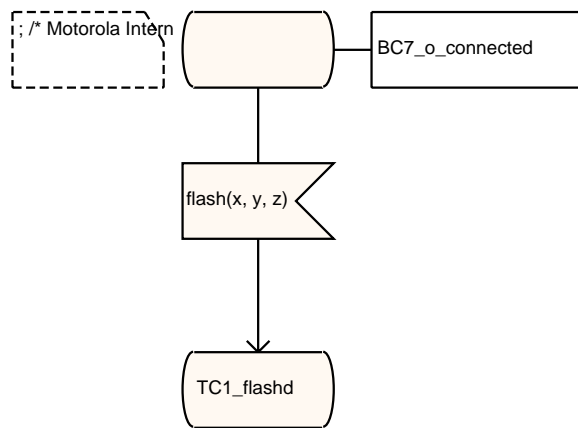 ; /* Motorola Intern
BC7_o_connected
flash(x, y, z)
TC1_flashd